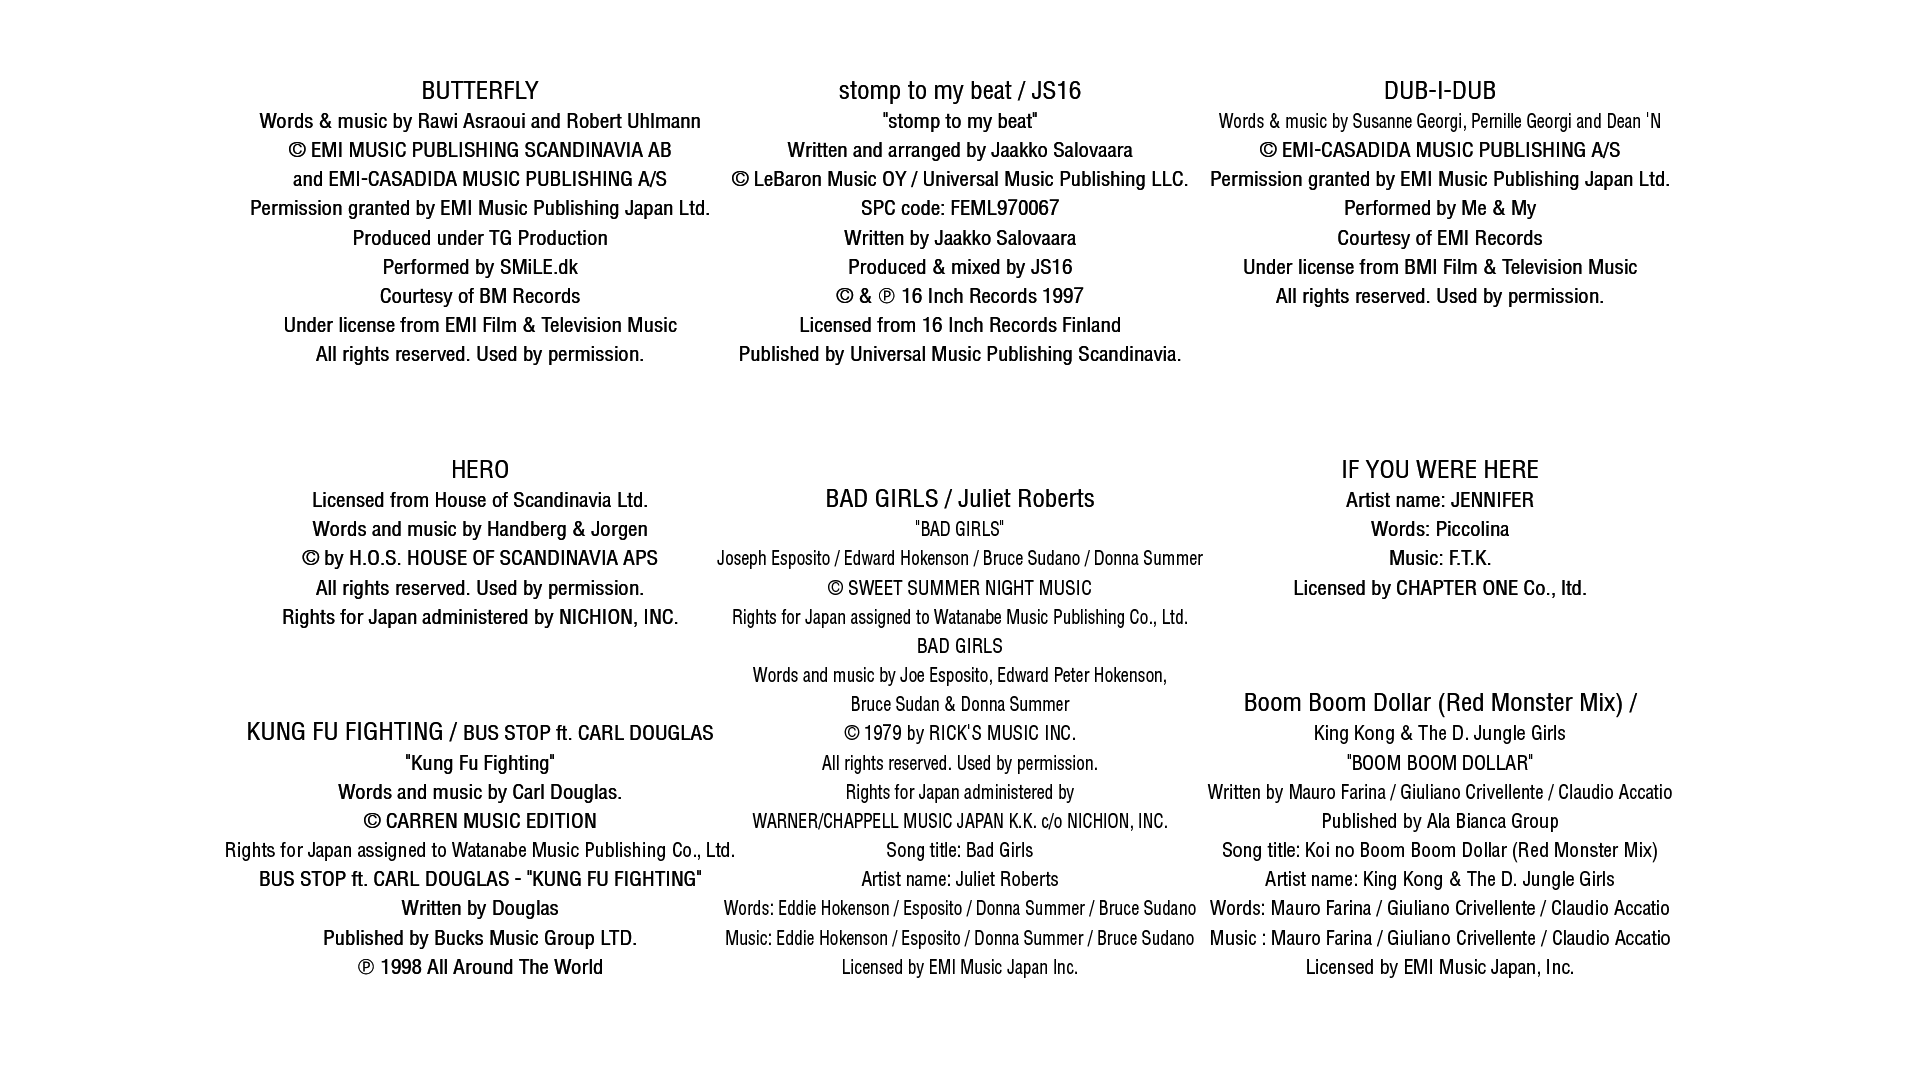 BUTTERFLY
Words & music by Rawi Asraoui and Robert Uhlmann
© EMI MUSIC PUBLISHING SCANDINAVIA AB
and EMI-CASADIDA MUSIC PUBLISHING A/S
Permission granted by EMI Music Publishing Japan Ltd.
Produced under TG Production
Performed by SMiLE.dk
Courtesy of BM Records
Under license from EMI Film & Television Music
All rights reserved. Used by permission.
stomp to my beat / JS16
"stomp to my beat"
Written and arranged by Jaakko Salovaara
© LeBaron Music OY / Universal Music Publishing LLC.
SPC code: FEML970067
Written by Jaakko Salovaara
Produced & mixed by JS16
© & ℗ 16 Inch Records 1997
Licensed from 16 Inch Records Finland
Published by Universal Music Publishing Scandinavia.
DUB-I-DUB
Words & music by Susanne Georgi, Pernille Georgi and Dean 'N
© EMI-CASADIDA MUSIC PUBLISHING A/S
Permission granted by EMI Music Publishing Japan Ltd.
Performed by Me & My
Courtesy of EMI Records
Under license from BMI Film & Television Music
All rights reserved. Used by permission.
HERO
Licensed from House of Scandinavia Ltd.
Words and music by Handberg & Jorgen
© by H.O.S. HOUSE OF SCANDINAVIA APS
All rights reserved. Used by permission.
Rights for Japan administered by NICHION, INC.
BAD GIRLS / Juliet Roberts
"BAD GIRLS"
Joseph Esposito / Edward Hokenson / Bruce Sudano / Donna Summer
© SWEET SUMMER NIGHT MUSIC
Rights for Japan assigned to Watanabe Music Publishing Co., Ltd.
BAD GIRLS
Words and music by Joe Esposito, Edward Peter Hokenson,
Bruce Sudan & Donna Summer
© 1979 by RICK'S MUSIC INC.
All rights reserved. Used by permission.
Rights for Japan administered by
WARNER/CHAPPELL MUSIC JAPAN K.K. c/o NICHION, INC.
Song title: Bad Girls
Artist name: Juliet Roberts
Words: Eddie Hokenson / Esposito / Donna Summer / Bruce Sudano
Music: Eddie Hokenson / Esposito / Donna Summer / Bruce Sudano
Licensed by EMI Music Japan Inc.
IF YOU WERE HERE
Artist name: JENNIFER
Words: Piccolina
Music: F.T.K.
Licensed by CHAPTER ONE Co., ltd.
KUNG FU FIGHTING / BUS STOP ft. CARL DOUGLAS
"Kung Fu Fighting"
Words and music by Carl Douglas.
© CARREN MUSIC EDITION
Rights for Japan assigned to Watanabe Music Publishing Co., Ltd.
BUS STOP ft. CARL DOUGLAS - "KUNG FU FIGHTING"
Written by Douglas
Published by Bucks Music Group LTD.
℗ 1998 All Around The World
Boom Boom Dollar (Red Monster Mix) /
King Kong & The D. Jungle Girls
"BOOM BOOM DOLLAR"
Written by Mauro Farina / Giuliano Crivellente / Claudio Accatio
Published by Ala Bianca Group
Song title: Koi no Boom Boom Dollar (Red Monster Mix)
Artist name: King Kong & The D. Jungle Girls
Words: Mauro Farina / Giuliano Crivellente / Claudio Accatio
Music : Mauro Farina / Giuliano Crivellente / Claudio Accatio
Licensed by EMI Music Japan, Inc.